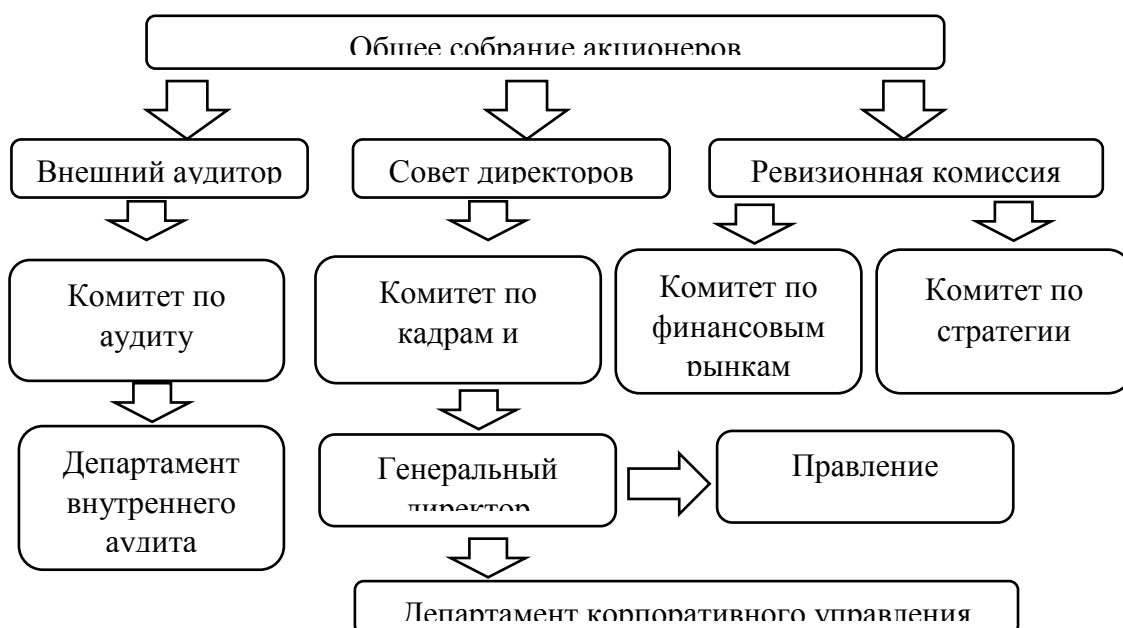 Общее собрание акционеров
Внешний аудитор
Совет директоров
Ревизионная комиссия
Комитет по
аудиту
Комитет по
кадрам и
Комитет по
финансовым
рынкам
Комитет по
стратегии
Департамент
внутреннего
аудита
Генеральный
директор
Правление
Департамент корпоративного управления